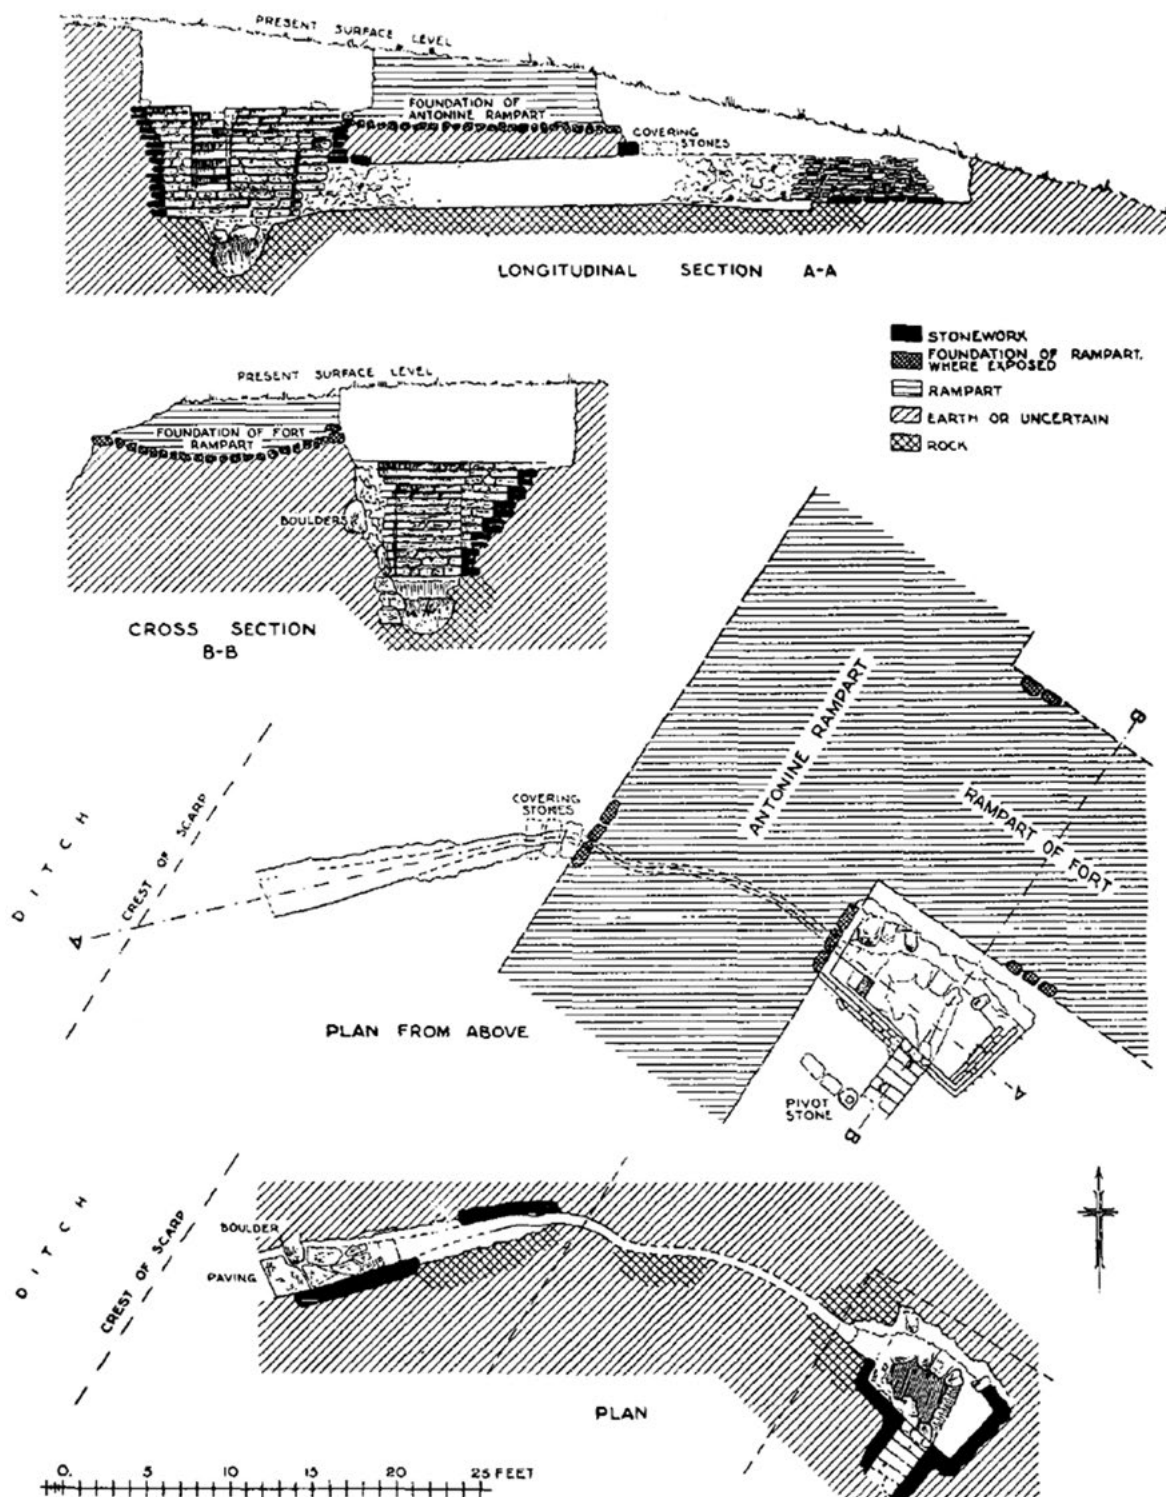 PRESENT SURFACE LEVEL
FOUNDATION OF
ANTONINE RAMPART
COVERING
STONES
LONGITUDINAL SECTION A-A
STONEWORK
FOUNDATION OF RAMPART,
WHERE EXPOSED
RAMPART
EARTH OR UNCERTAIN
ROCK
PRESENT SURFACE LEVEL
FOUNDATION OF FORT
RAMPART
BOULDERS
CROSS SECTION
B-B
DITCH
CREST OF SCARP
A
COVERING
STONES
ANTONINE RAMPART
RAMPART OF FORT
B
PLAN FROM ABOVE
PIVOT
STONE
A
B
DITCH
CREST OF SCARP
BOULDER
PAVING
PLAN
0. 5 10 15 20 25 FEET